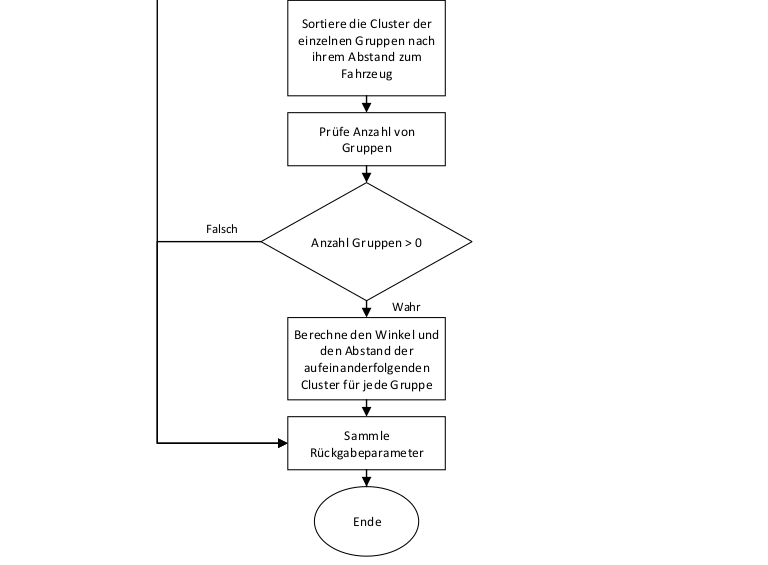 Sortiere die Cluster der
einzelnen Gruppen nach
ihrem Abstand zum
Fahrzeug
Prüfe Anzahl von
Gruppen
Falsch
Anzahl Gruppen > 0
Wahr
Berechne den Winkel und
den Abstand der
aufeinanderfolgenden
Cluster für jede Gruppe
Sammle
Rückgabeparameter
Ende